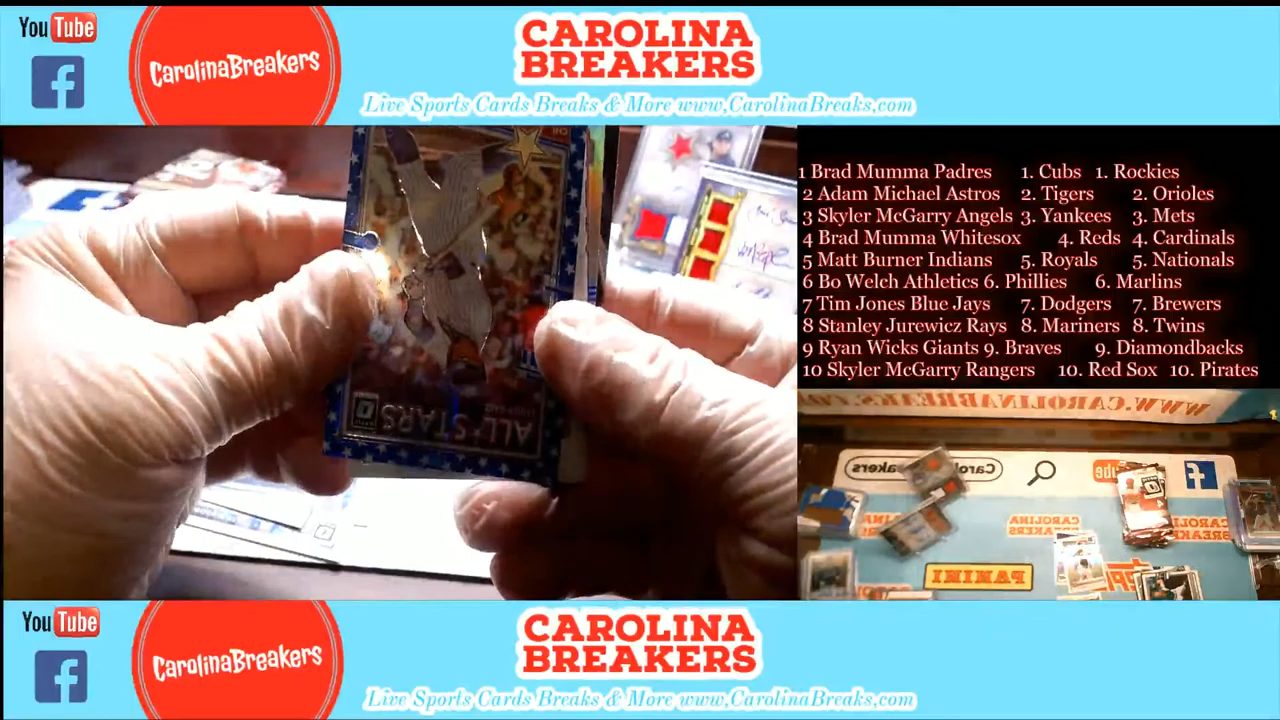 You Tube
CarolinaBreakers
CAROLINA
BREAKERS
Live Sports Cards Breaks & More www,CarolinaBreaks,com
1 Brad Mumma Padres 1. Cubs 1. Rockies
2 Adam Michael Astros 2. Tigers 2. Orioles
3 Skyler McGarry Angels 3. Yankees 3. Mets
4 Brad Mumma Whitesox 4. Reds 4. Cardinals
5 Matt Burner Indians 5. Royals 5. Nationals
6 Bo Welch Athletics 6. Phillies 6. Marlins
7 Tim Jones Blue Jays 7. Dodgers 7. Brewers
8 Stanley Jurewicz Rays 8. Mariners 8. Twins
9 Ryan Wicks Giants 9. Braves 9. Diamondbacks
10 Skyler McGarry Rangers 10. Red Sox 10. Pirates
ALL★STARS
CHI
WWW.CAROLINABREAKS.CO
CAROLINA
PANINI
You Tube
CarolinaBreakers
CAROLINA
BREAKERS
Live Sports Cards Breaks & More www,CarolinaBreaks,com